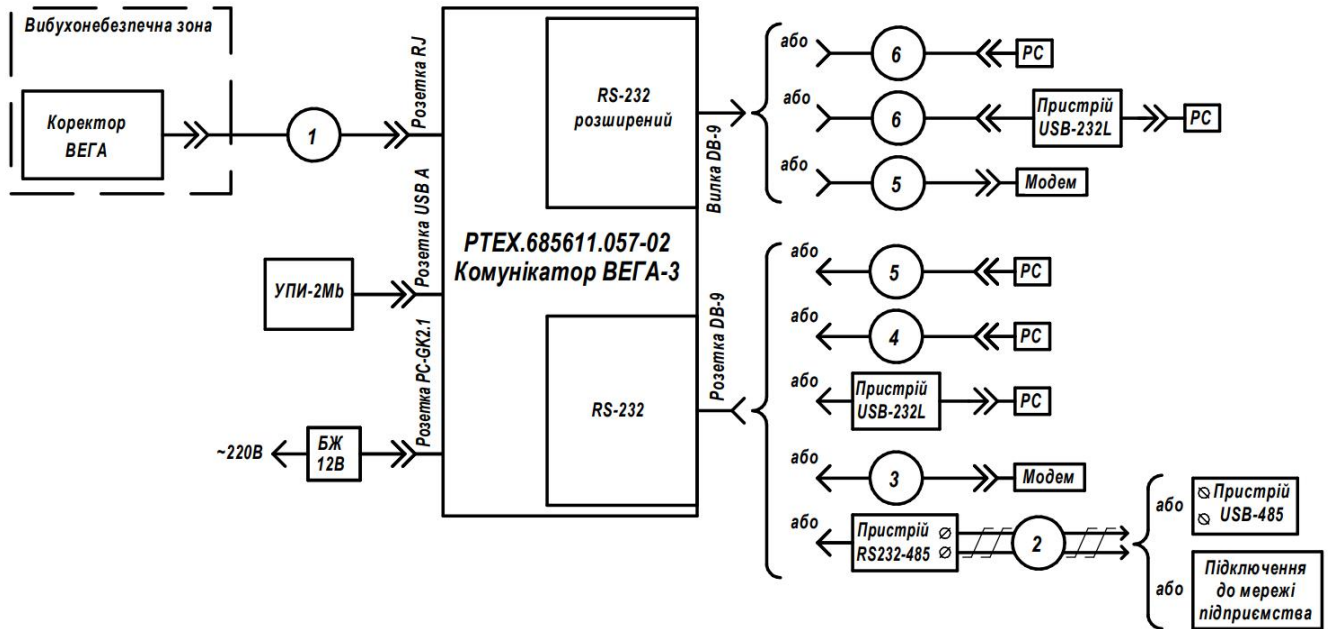 Вибухонебезпечна зона
Коректор
ВЕГА
1
Розетка RJ
Розетка USB A
Розетка PC-GK2.1
УПИ-2Mb
~220В
БЖ
12В
RS-232
розширений
РТЕХ.685611.057-02
Комунікатор ВЕГА-3
RS-232
Вилка DB-9
Розетка DB-9
або
6
PC
або
6
Пристрій
USB-232L
PC
або
5
Модем
або
5
PC
або
4
PC
або
Пристрій
USB-232L
PC
або
3
Модем
або
Пристрій
RS232-485
2
або
Пристрій
USB-485
або
Підключення
до мережі
підприємства